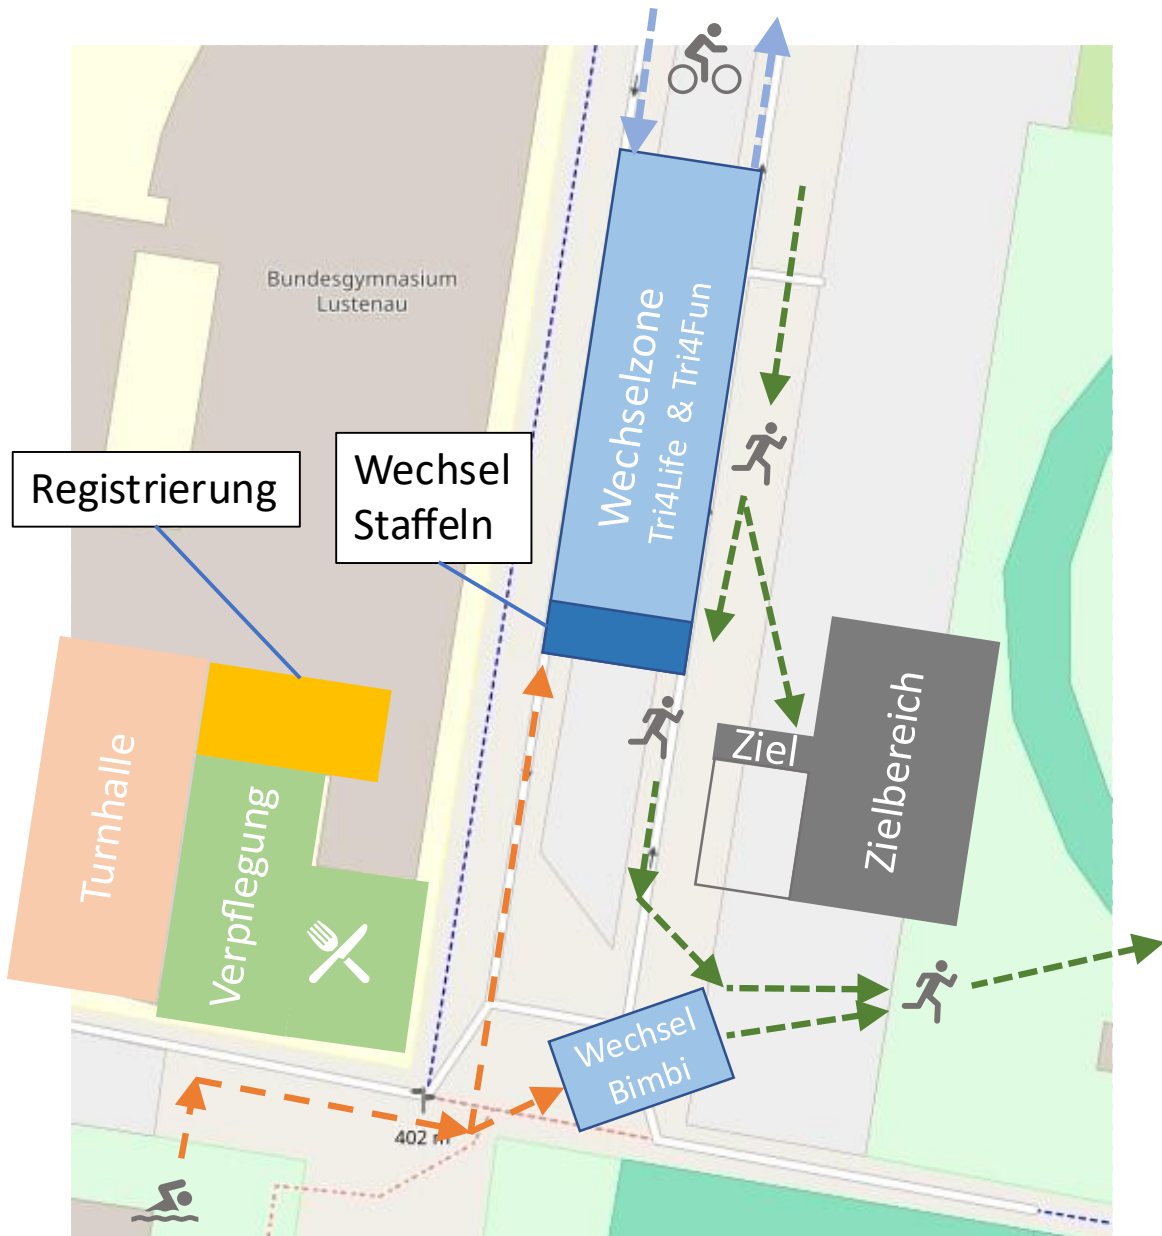 Bundesgymnasium
Lustenau
Wechselzone
Tri4Life & Tri4Fun
Registrierung
Wechsel
Staffeln
Turnhalle
Verpflegung
Ziel
Zielbereich
Wechsel
Bimbi
402 m